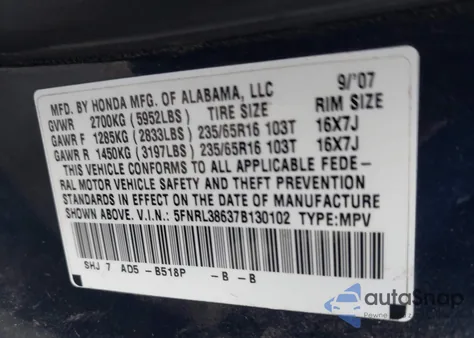 MFD. BY HONDA MFG. OF ALABAMA, LLC 9/'07
GVWR 2700KG (5952LBS) TIRE SIZE RIM SIZE
GAWR F 1285KG (2833LBS) 235/65R16 103T 16X7J
GAWR R 1450KG (3197LBS) 235/65R16 103T 16X7J
THIS VEHICLE CONFORMS TO ALL APPLICABLE FEDE-
RAL MOTOR VEHICLE SAFETY AND THEFT PREVENTION
STANDARDS IN EFFECT ON THE DATE OF MANUFACTURE
SHOWN ABOVE. V.I.N.: 5FNRL38637B130102 TYPE:MPV
SHJ 7 AD5 -B518P -B -B
autoSnap